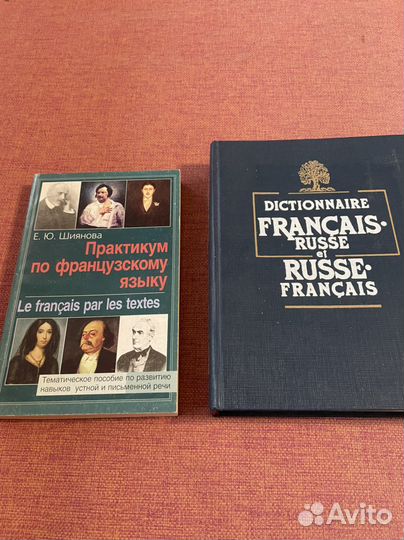 Е. Ю. Шиянова
Практикум
по французскому
языку
Le français par les textes
Тематическое пособие по развитию
навыков устной и письменной речи
DICTIONNAIRE
FRANÇAIS-
RUSSE et
RUSSE-
FRANÇAIS
Avito